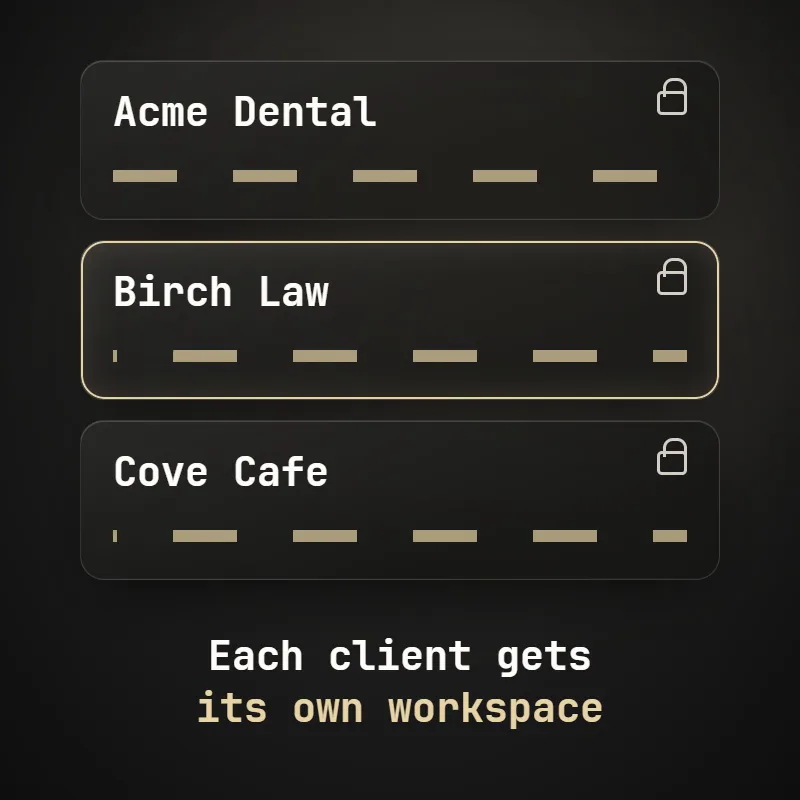 Acme Dental
Birch Law
Cove Cafe
Each client gets
its own workspace